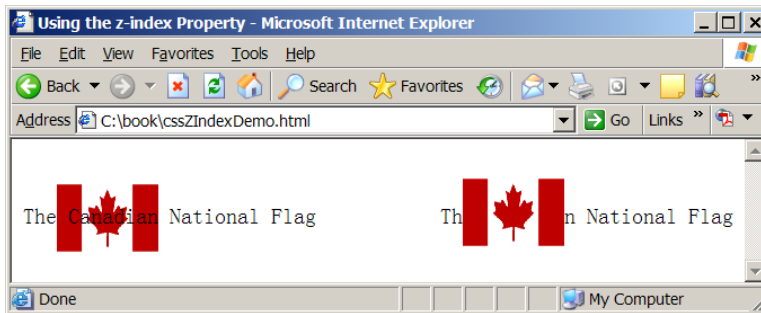 Using the z-index Property - Microsoft Internet Explorer
File Edit View Favorites Tools Help
Back Search Favorites »
Address C:\book\cssZIndexDemo.html Go Links »
The Canadian National Flag Th n National Flag
Done My Computer